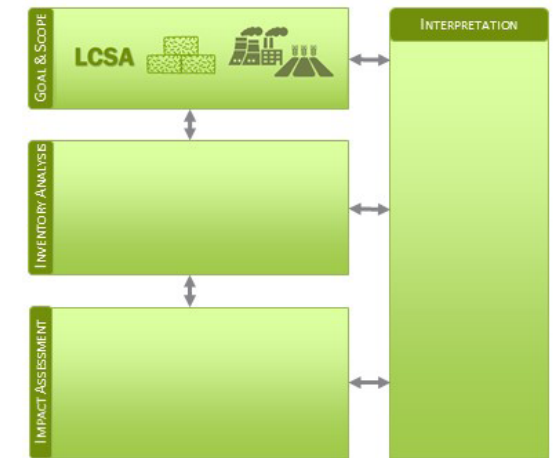 GOAL & SCOPE
LCSA
INTERPRETATION
INVENTORY ANALYSIS
IMPACT ASSESSMENT